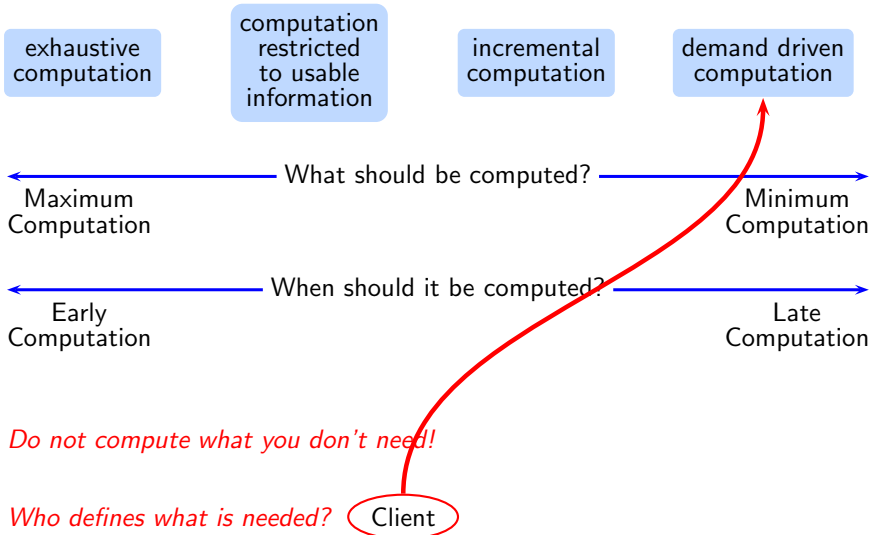 exhaustive
computation
computation
restricted
to usable
information
incremental
computation
demand driven
computation
What should be computed?
Maximum
Computation
Minimum
Computation
When should it be computed?
Early
Computation
Late
Computation
Do not compute what you don't need!
Who defines what is needed? Client